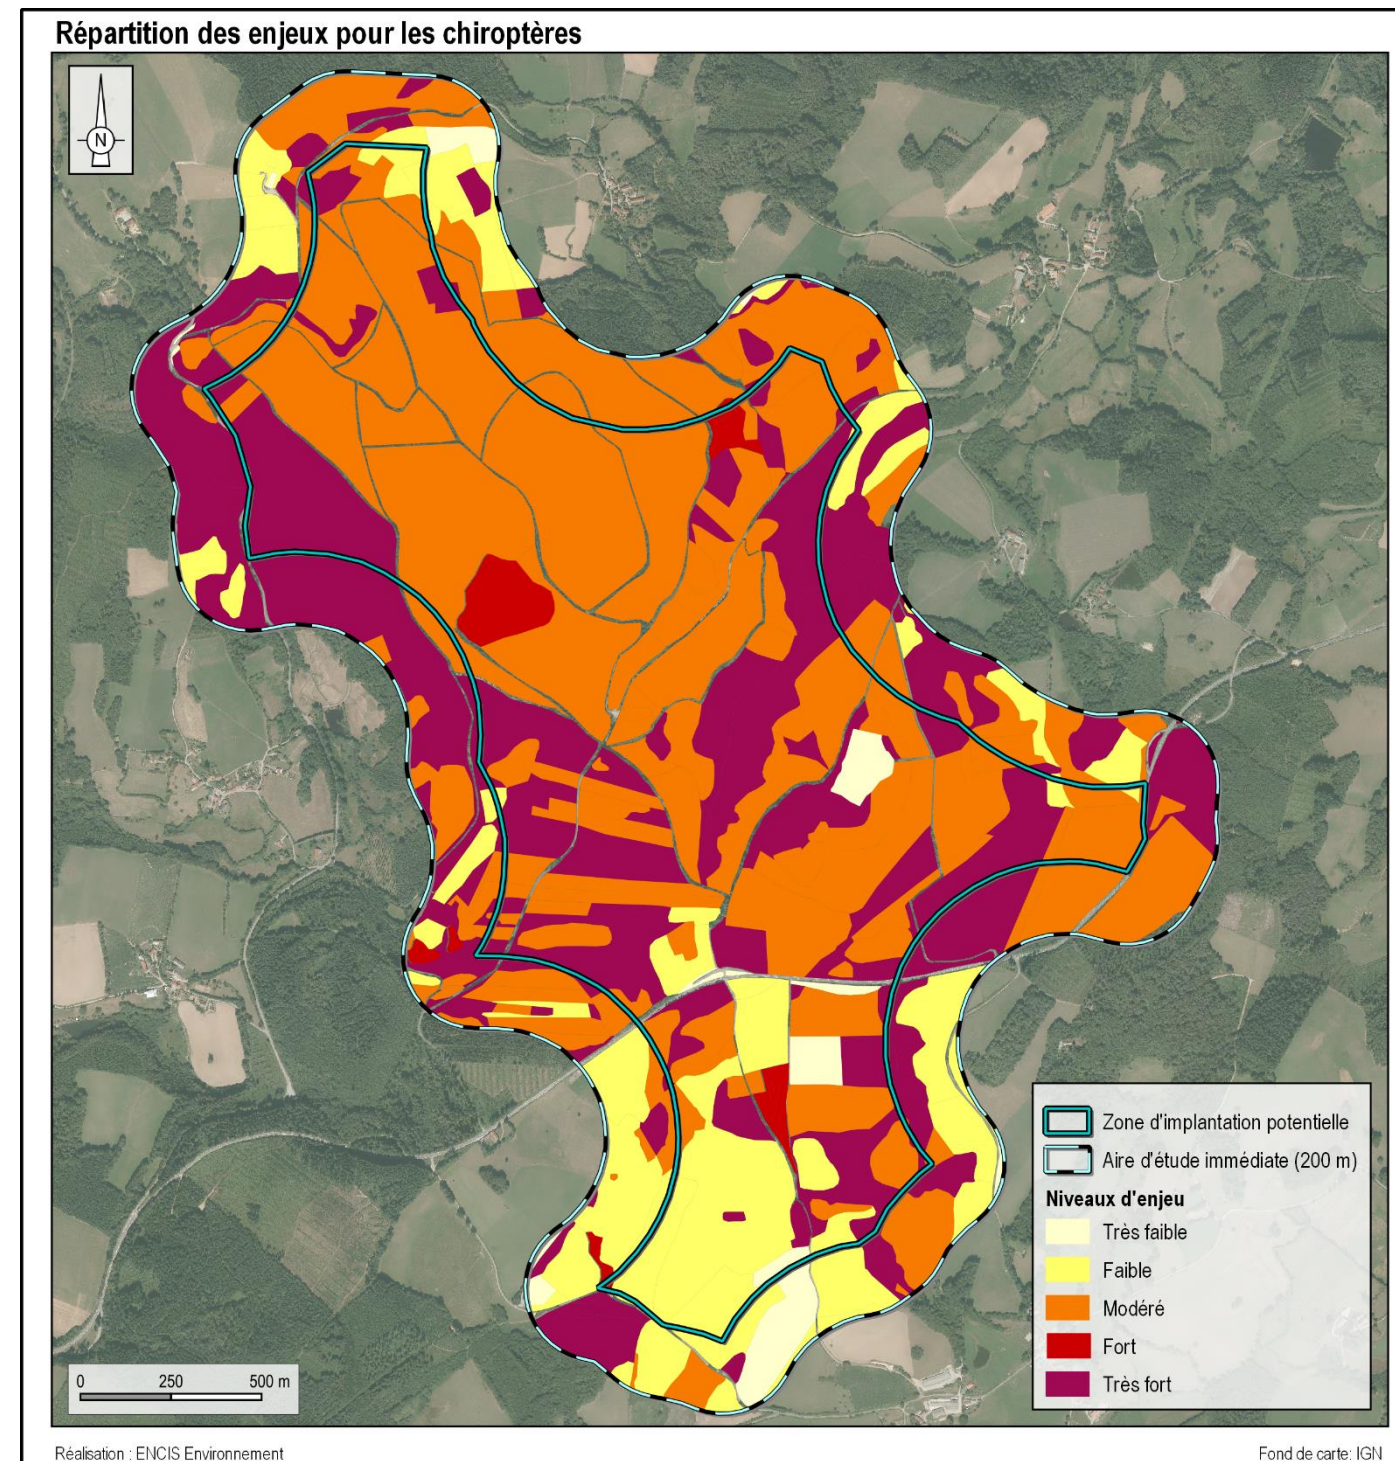 Répartition des enjeux pour les chiroptères
N
Zone d'implantation potentielle
Aire d'étude immédiate (200 m)
Niveaux d'enjeu
Très faible
Faible
Modéré
Fort
Très fort
0 250 500 m
Réalisation : ENCIS Environnement
Fond de carte: IGN